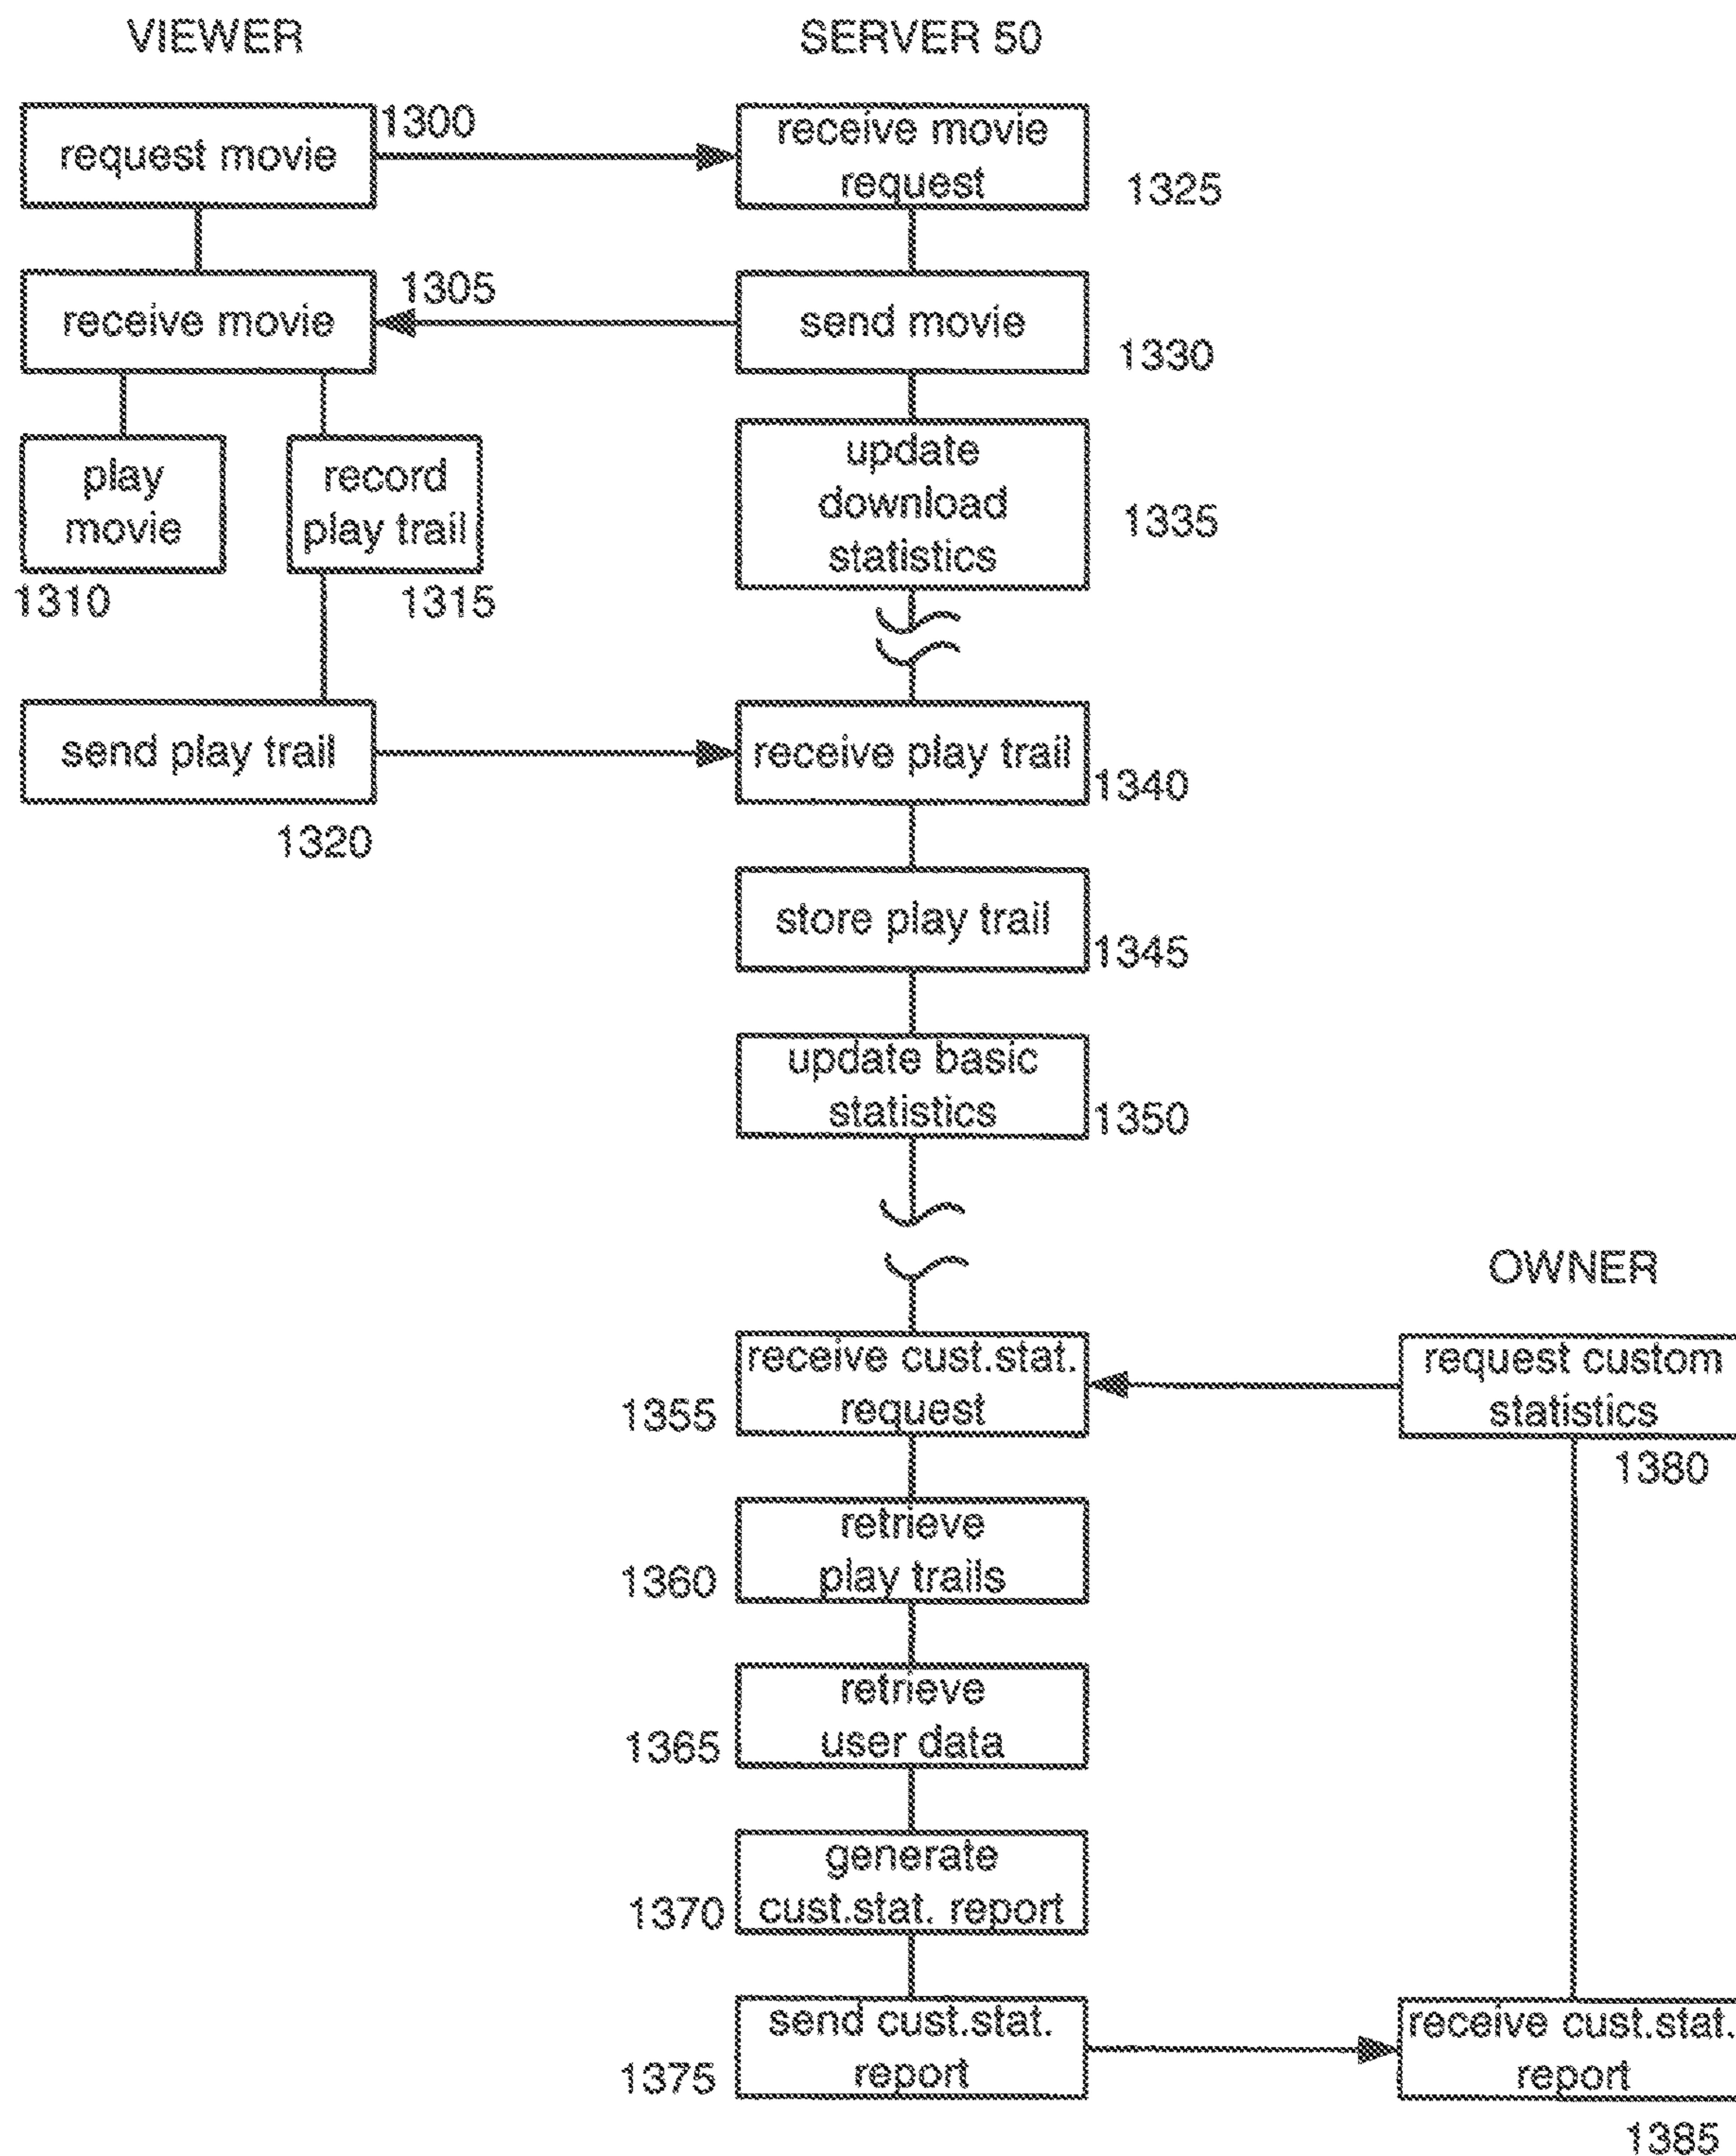 VIEWER
SERVER 50
request movie
1300
receive movie
request
1325
receive movie
1305
send movie
1330
play
movie
1310
record
play trail
1315
update
download
statistics
1335
send play trail
1320
receive play trail
1340
store play trail
1345
update basic
statistics
1350
OWNER
receive cust.stat.
request
1355
request custom
statistics
1380
retrieve
play trails
1360
retrieve
user data
1365
generate
cust.stat. report
1370
send cust.stat.
report
1375
receive cust.stat.
report
1385